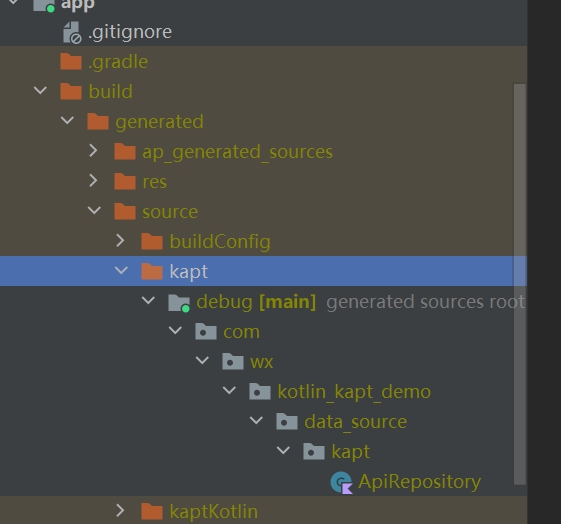 app
.gitignore
.gradle
build
generated
ap_generated_sources
res
source
buildConfig
kapt
debug [main] generated sources root
com
wx
kotlin_kapt_demo
data_source
kapt
ApiRepository
kaptKotlin